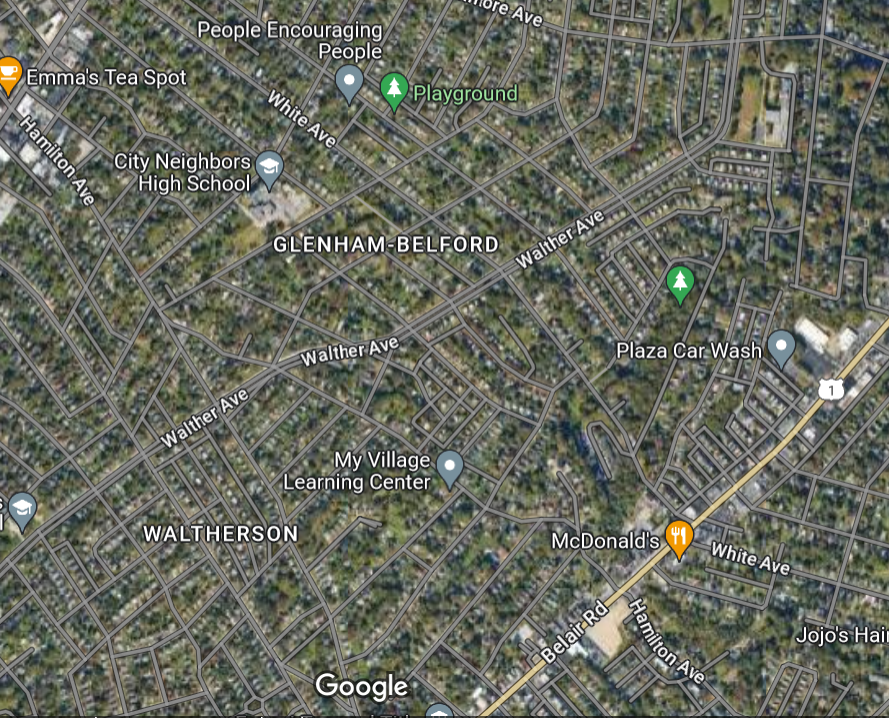 more Ave
People Encouraging
People
Emma's Tea Spot
Playground
White Ave
Hamilton Ave
City Neighbors
High School
GLENHAM-BELFORD
Walther Ave
Walther Ave
Plaza Car Wash
1
Walther Ave
My Village
Learning Center
WALTHERSON
McDonald's
White Ave
Belair Rd
Hamilton Ave
Jojo's Hair
Google